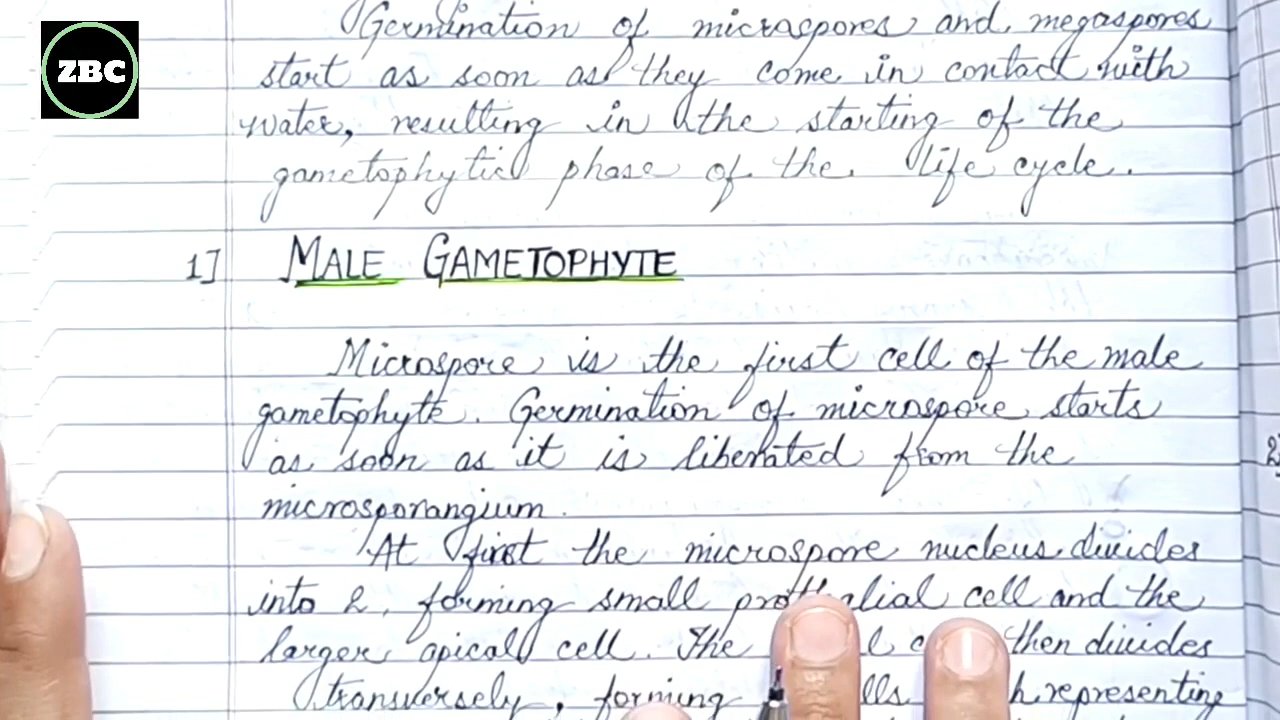 ZBC
Germination of microspores and megaspores
start as soon as they come in contact with
water, resulting in the starting of the
gametophytic phase of the life cycle.
1] MALE GAMETOPHYTE
Microspore is the first cell of the male
gametophyte. Germination of microspore starts
as soon as it is liberated from the
microsporangium.
At first the microspore nucleus divides
into 2, forming small prothalial cell and the
larger apical cell. The then divides
transversely, forming representing
2]